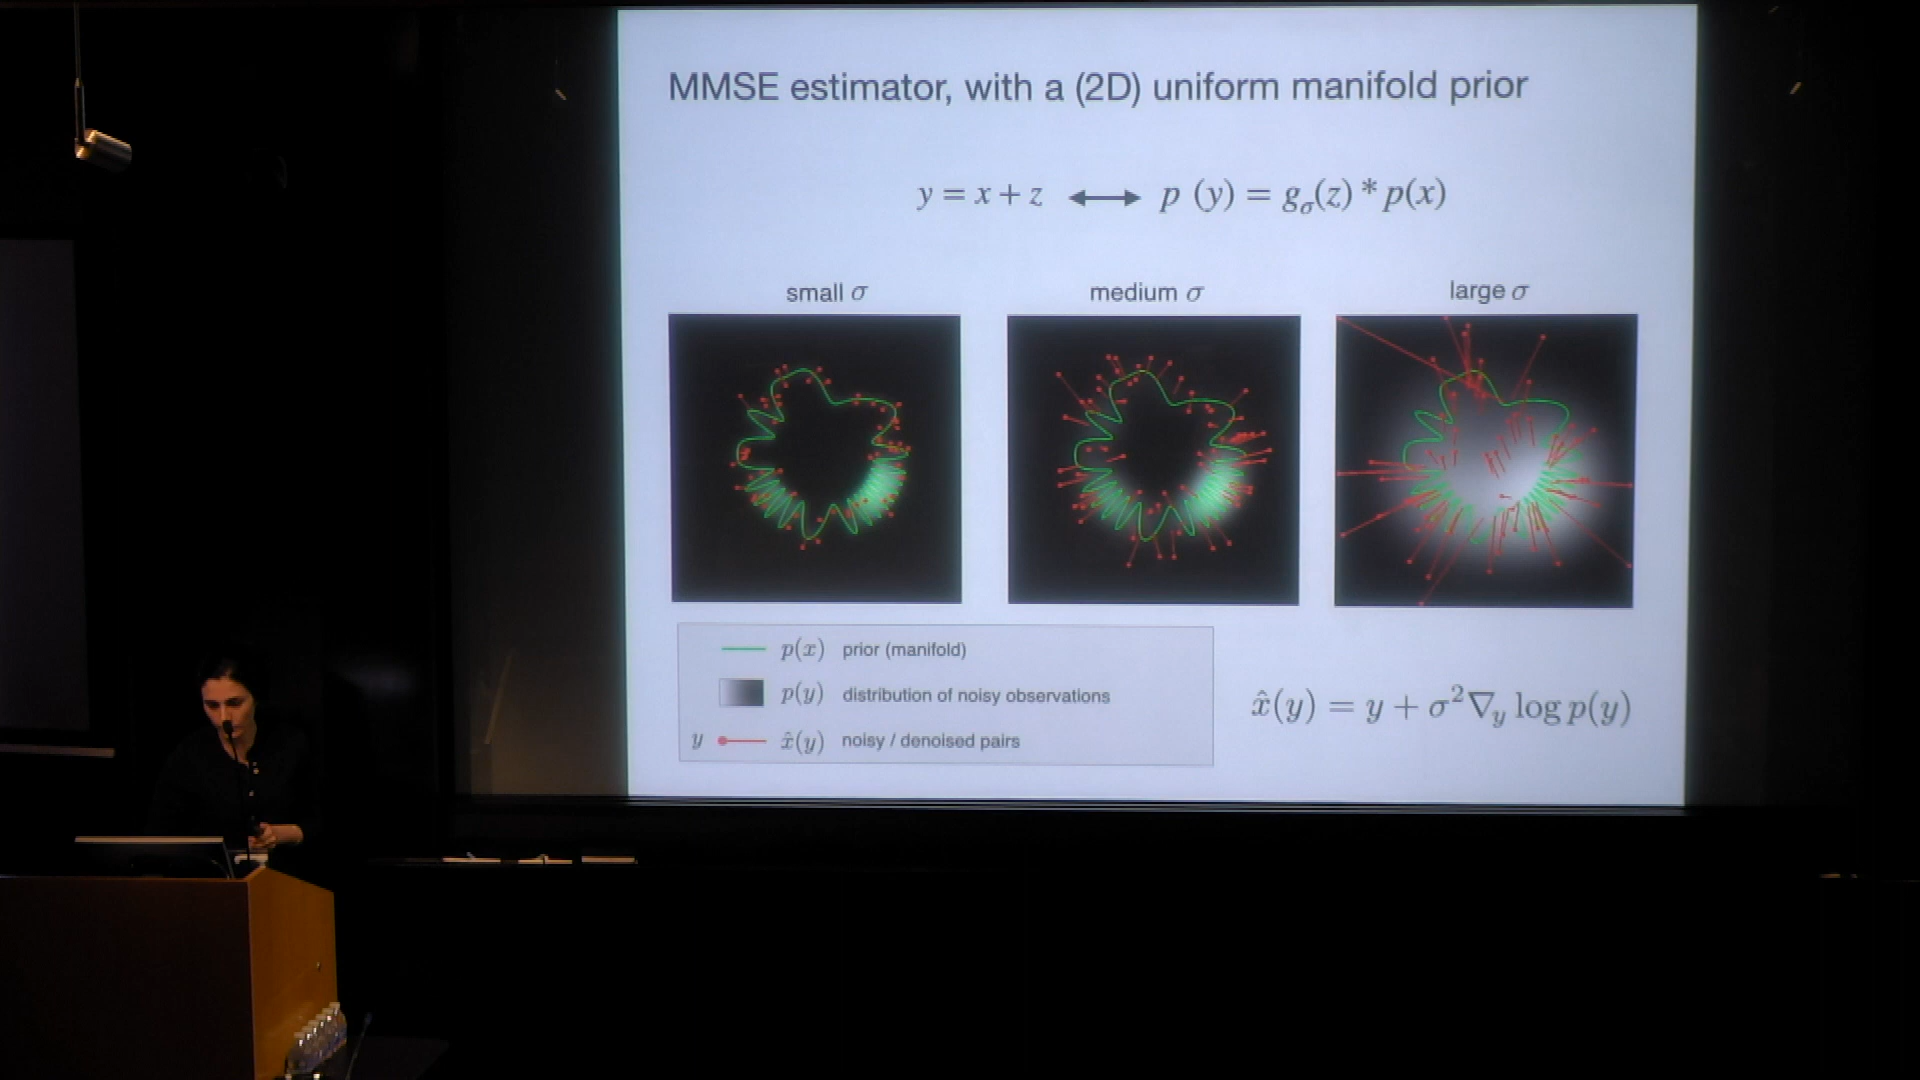 MMSE estimator, with a (2D) uniform manifold prior
y = x + z ⟷ p (y) = g_σ(z) * p(x)
small σ
medium σ
large σ
p(x) prior (manifold)
p(y) distribution of noisy observations
y x̂(y) noisy / denoised pairs
x̂(y) = y + σ² ∇_y log p(y)